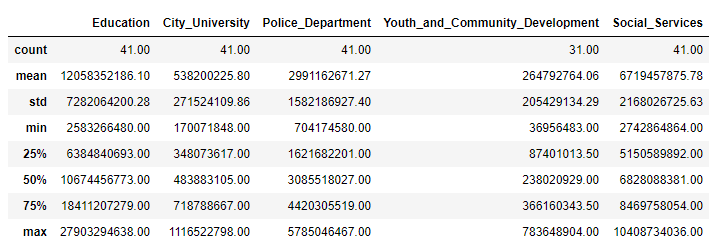 Education City_University Police_Department Youth_and_Community_Development Social_Services
count 41.00 41.00 41.00 31.00 41.00
mean 12058352186.10 538200225.80 2991162671.27 264792764.06 6719457875.78
std 7282064200.28 271524109.86 1582186927.40 205429134.29 2168026725.63
min 2583266480.00 170071848.00 704174580.00 36956483.00 2742864864.00
25% 6384840693.00 348073617.00 1621682201.00 87401013.50 5150589892.00
50% 10674456773.00 483883105.00 3085518027.00 238020929.00 6828088381.00
75% 18411207279.00 718788667.00 4420305519.00 366160343.50 8469758054.00
max 27903294638.00 1116522798.00 5785046467.00 783648904.00 10408734036.00